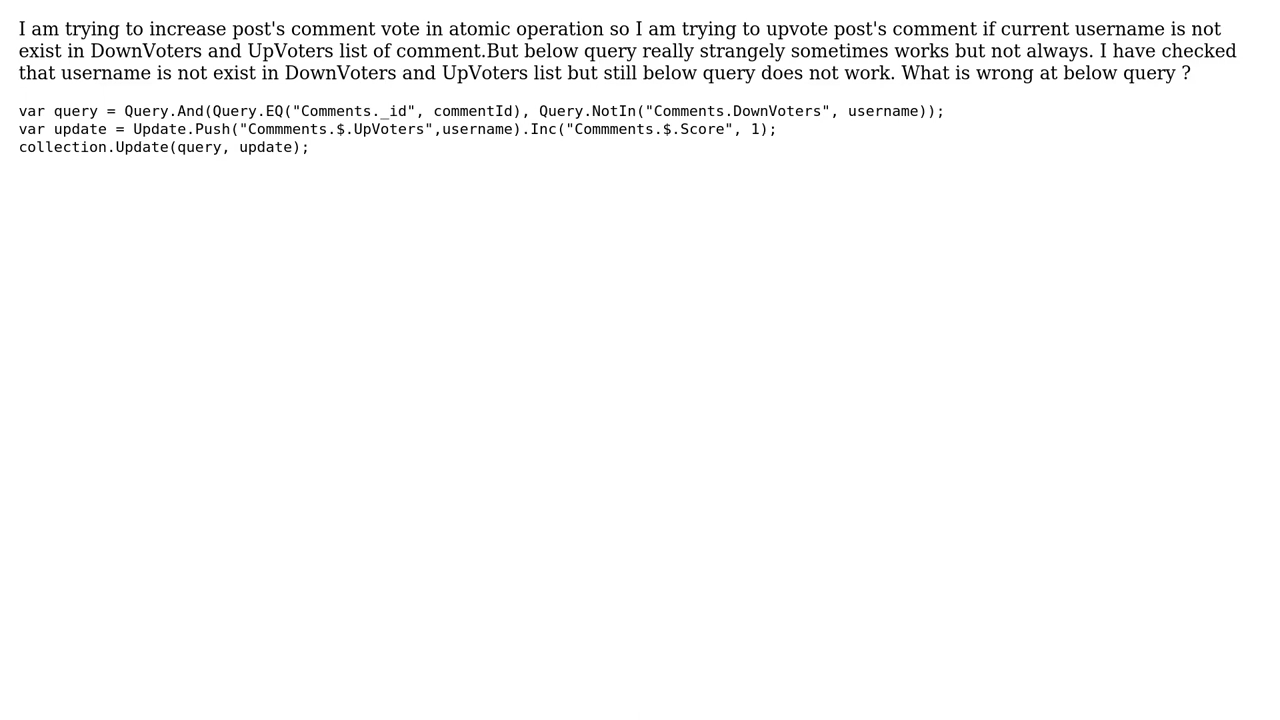 I am trying to increase post's comment vote in atomic operation so I am trying to upvote post's comment if current username is not
exist in DownVoters and UpVoters list of comment.But below query really strangely sometimes works but not always. I have checked
that username is not exist in DownVoters and UpVoters list but still below query does not work. What is wrong at below query ?
var query = Query.And(Query.EQ("Comments._id", commentId), Query.NotIn("Comments.DownVoters", username));
var update = Update.Push("Commments.$.UpVoters",username).Inc("Commments.$.Score", 1);
collection.Update(query, update);